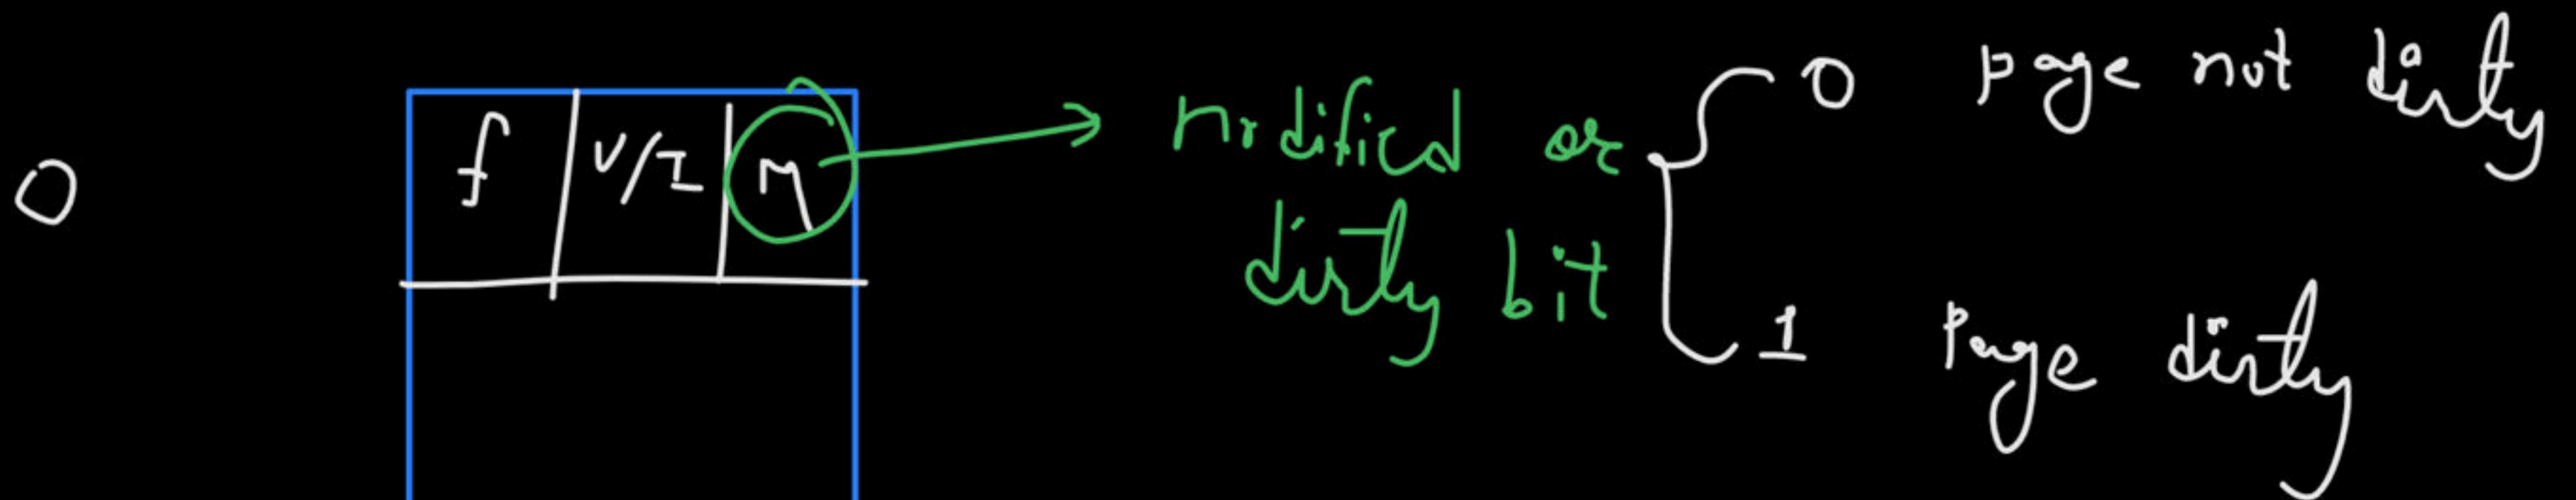 0 f V/I M
modified or
dirty bit
0 page not dirty
1 Page dirty